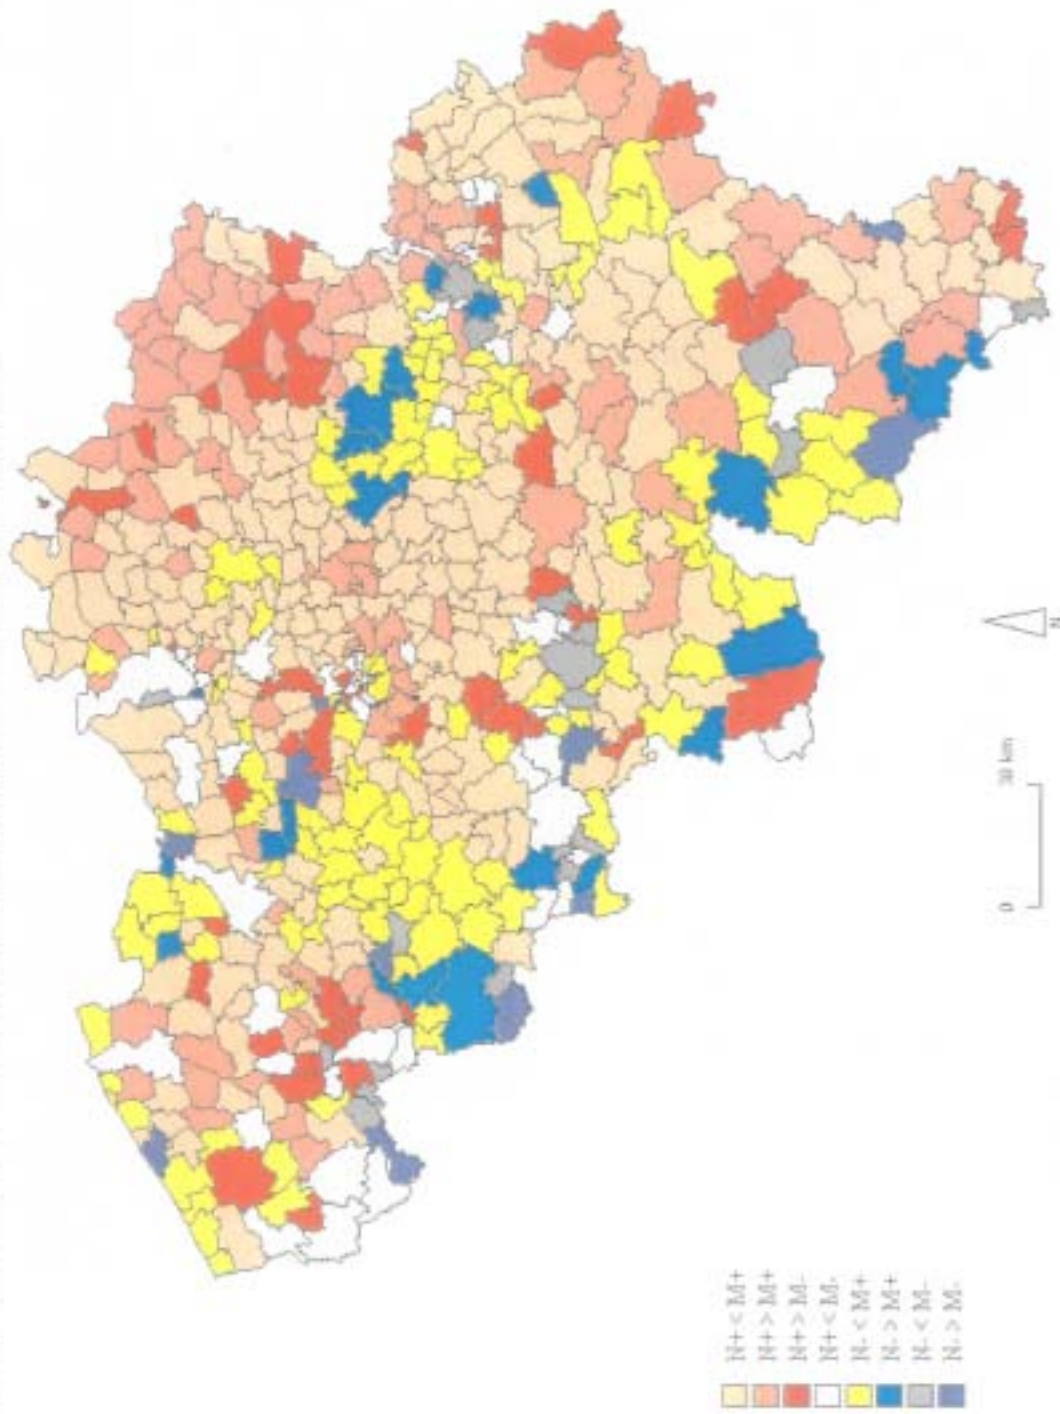 N+ < M+
N+ > M+
N+ > M-
N+ < M-
N- < M+
N- > M+
N- < M-
N- > M-
0 30 km
N